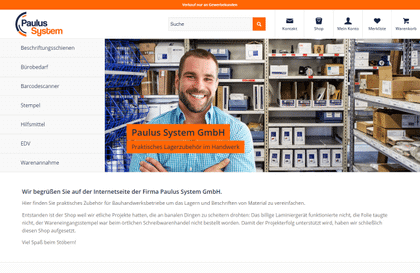 Verkauf nur an Gewerbekunden
Paulus
System
Suche
Kontakt
Shop
Mein Konto
Merkliste
Warenkorb
Beschriftungsschienen
Bürobedarf
Barcodescanner
Stempel
Hilfsmittel
EDV
Warenannahme
Paulus System GmbH
Praktisches Lagerzubehör im Handwerk
Wir begrüßen Sie auf der Internetseite der Firma Paulus System GmbH.
Hier finden Sie praktisches Zubehör für Bauhandwerksbetriebe um das Lagern und Beschriften von Material zu vereinfachen.
Entstanden ist der Shop weil wir etliche Projekte hatten, die an banalen Dingen zu scheitern drohten: Das billige Laminiergerät funktionierte nicht, die Folie taugte
nicht, der Wareneingangstempel war beim örtlichen Schreibwarenhandel nicht bestellt worden. Damit der Projekterfolg unterstützt wird, haben wir schließlich
diesen Shop aufgesetzt.
Viel Spaß beim Stöbern!